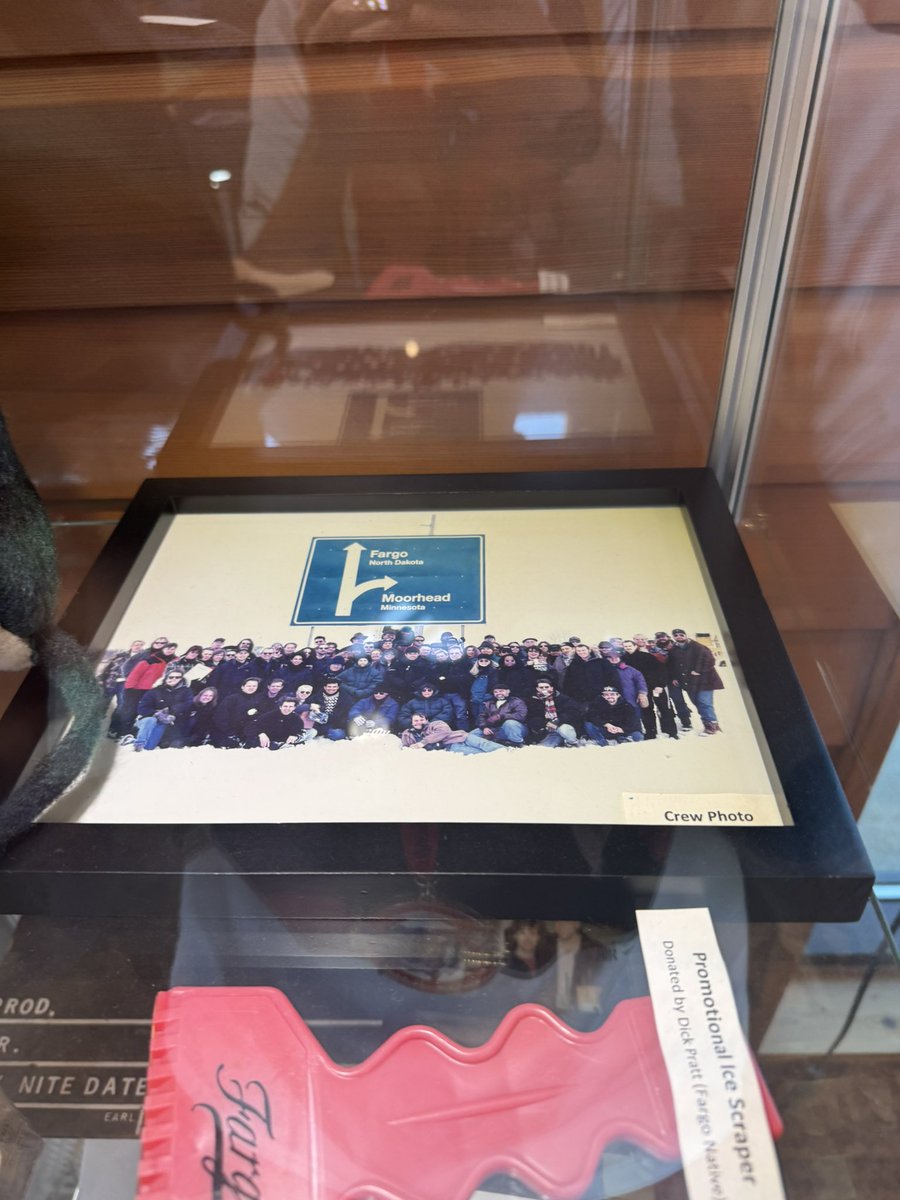 Fargo
North Dakota
Moorhead
Minnesota
Crew Photo
Promotional Ice Scraper
Donated by Dick Pratt (Fargo Native)
PROD.
R.
NITE DATE
EARL
Fargo